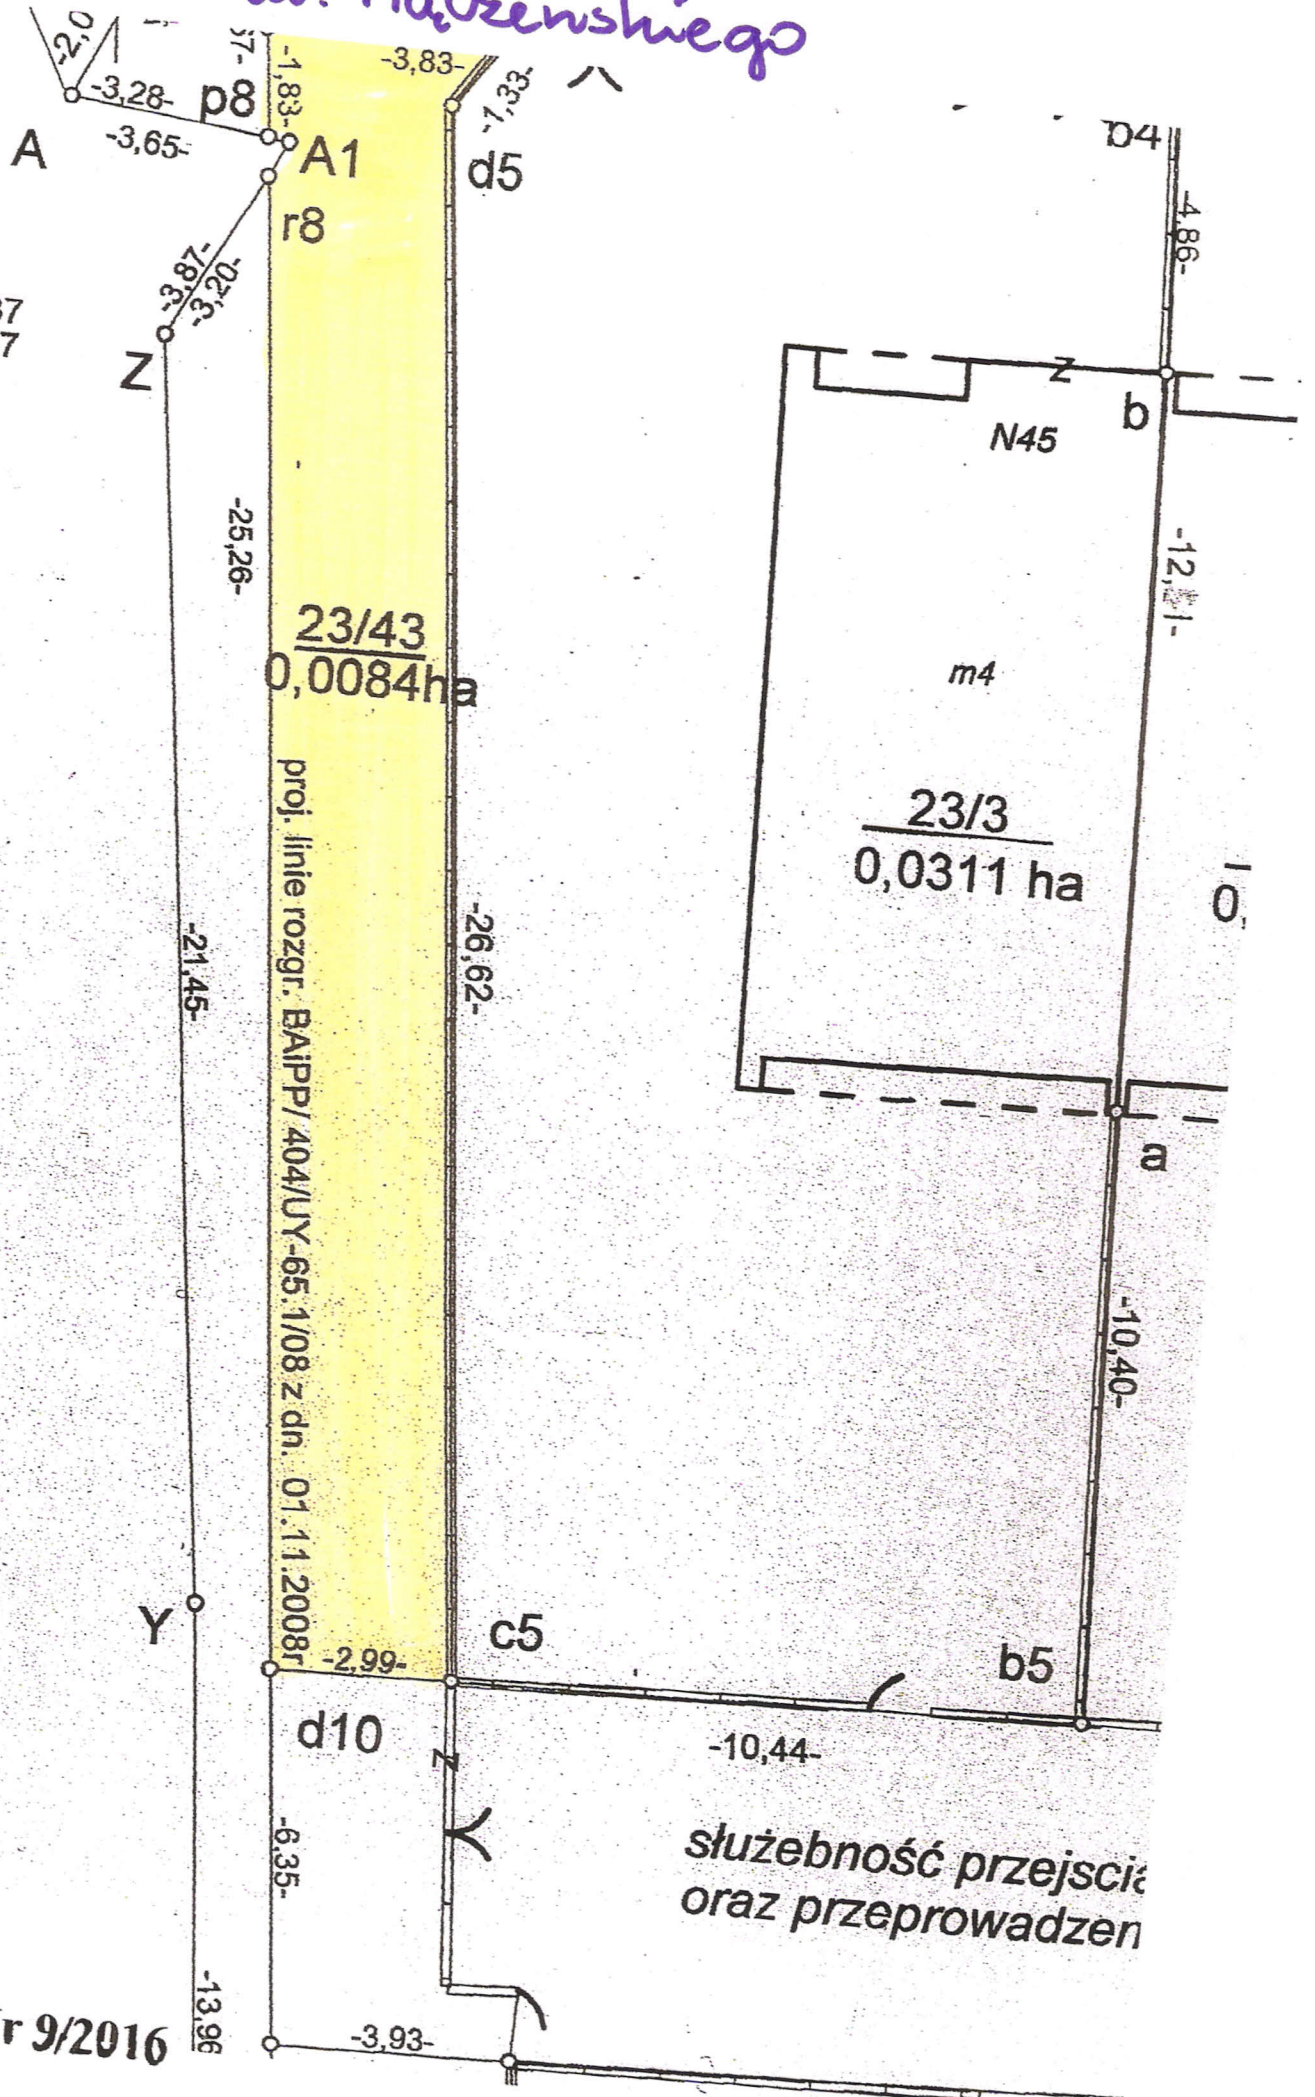 -2,0
-3,83-
-1,33-
-1,83-
-3,28-
p8
-3,65-
A
A1
d5
r8
b4
-4,86-
-3,87-
-3,20-
7
Z
z
b
N45
-25,26-
23/43
0,0084ha
m4
23/3
0,0311 ha
0,
proj. linie rozgr. BAiPP/ 404/UY-65.1/08 z dn. 01.11.2008r
-26,62-
-21,45-
a
-10,40-
Y
c5
b5
-2,99-
d10
z
-10,44-
służebność przejscia
oraz przeprowadzen
-6,35-
-13,96
r 9/2016
-3,93-